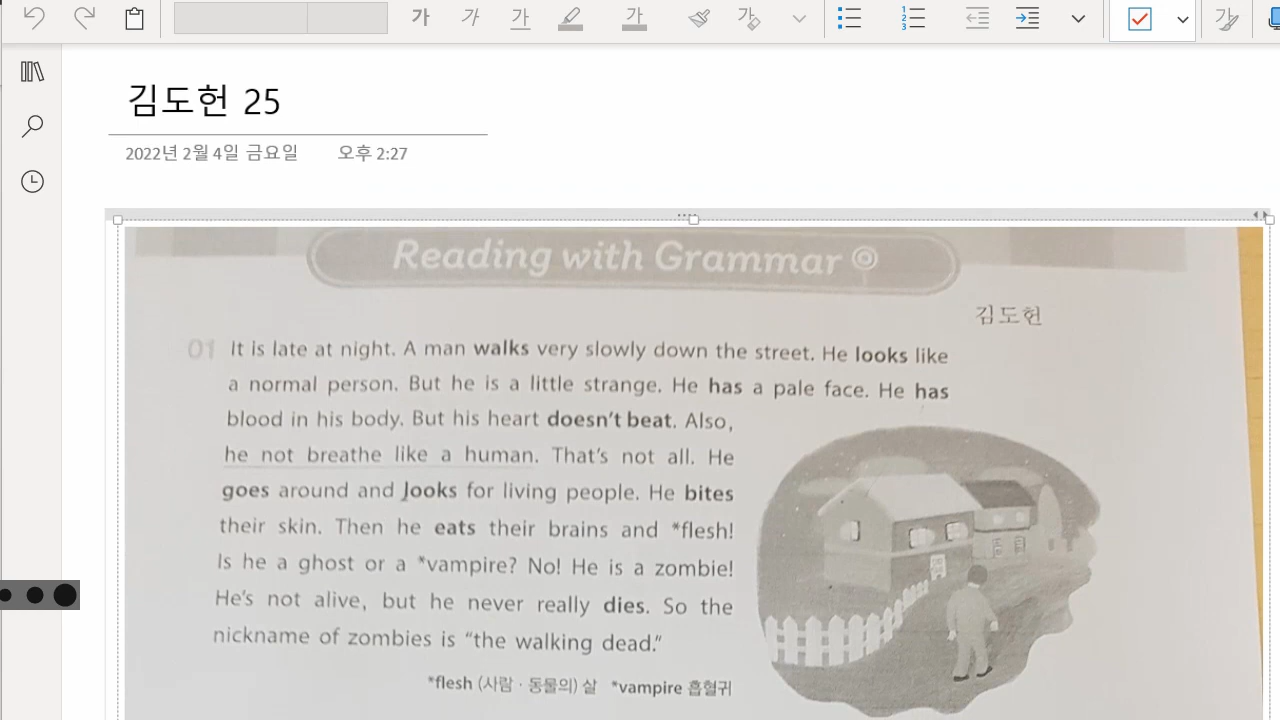 가 가 가 가 가 가
김도헌 25
2022년 2월 4일 금요일 오후 2:27
Reading with Grammar
김도헌
01 It is late at night. A man walks very slowly down the street. He looks like
a normal person. But he is a little strange. He has a pale face. He has
blood in his body. But his heart doesn't beat. Also,
he not breathe like a human. That's not all. He
goes around and looks for living people. He bites
their skin. Then he eats their brains and *flesh!
Is he a ghost or a *vampire? No! He is a zombie!
He's not alive, but he never really dies. So the
nickname of zombies is “the walking dead.”
*flesh (사람 · 동물의) 살 *vampire 흡혈귀